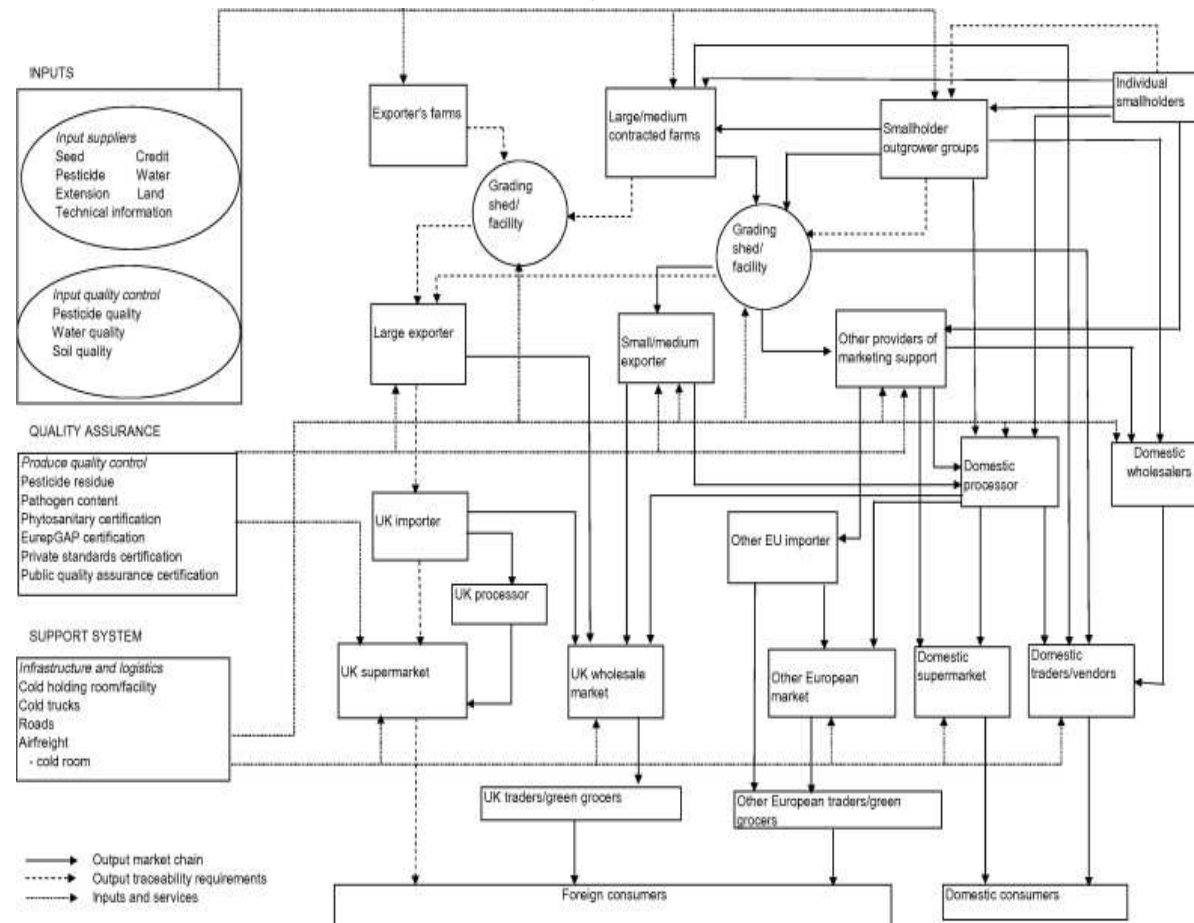 INPUTS
Input suppliers
Seed Credit
Pesticide Water
Extension Land
Technical information
Input quality control
Pesticide quality
Water quality
Soil quality
Exporter's farms
Large/medium
contracted farms
Smallholder
outgrower groups
Individual
smallholders
Grading
shed/
facility
Grading
shed/
facility
Large exporter
Small/medium
exporter
Other providers of
marketing support
QUALITY ASSURANCE
Produce quality control
Pesticide residue
Pathogen content
Phytosanitary certification
EurepGAP certification
Private standards certification
Public quality assurance certification
Domestic
processor
Domestic
wholesalers
UK importer
Other EU importer
UK processor
SUPPORT SYSTEM
Infrastructure and logistics
Cold holding room/facility
Cold trucks
Roads
Airfreight
- cold room
UK supermarket
UK wholesale
market
Other European
market
Domestic
supermarket
Domestic
traders/vendors
UK traders/green grocers
Other European traders/green
grocers
Output market chain
Output traceability requirements
Inputs and services
Foreign consumers
Domestic consumers